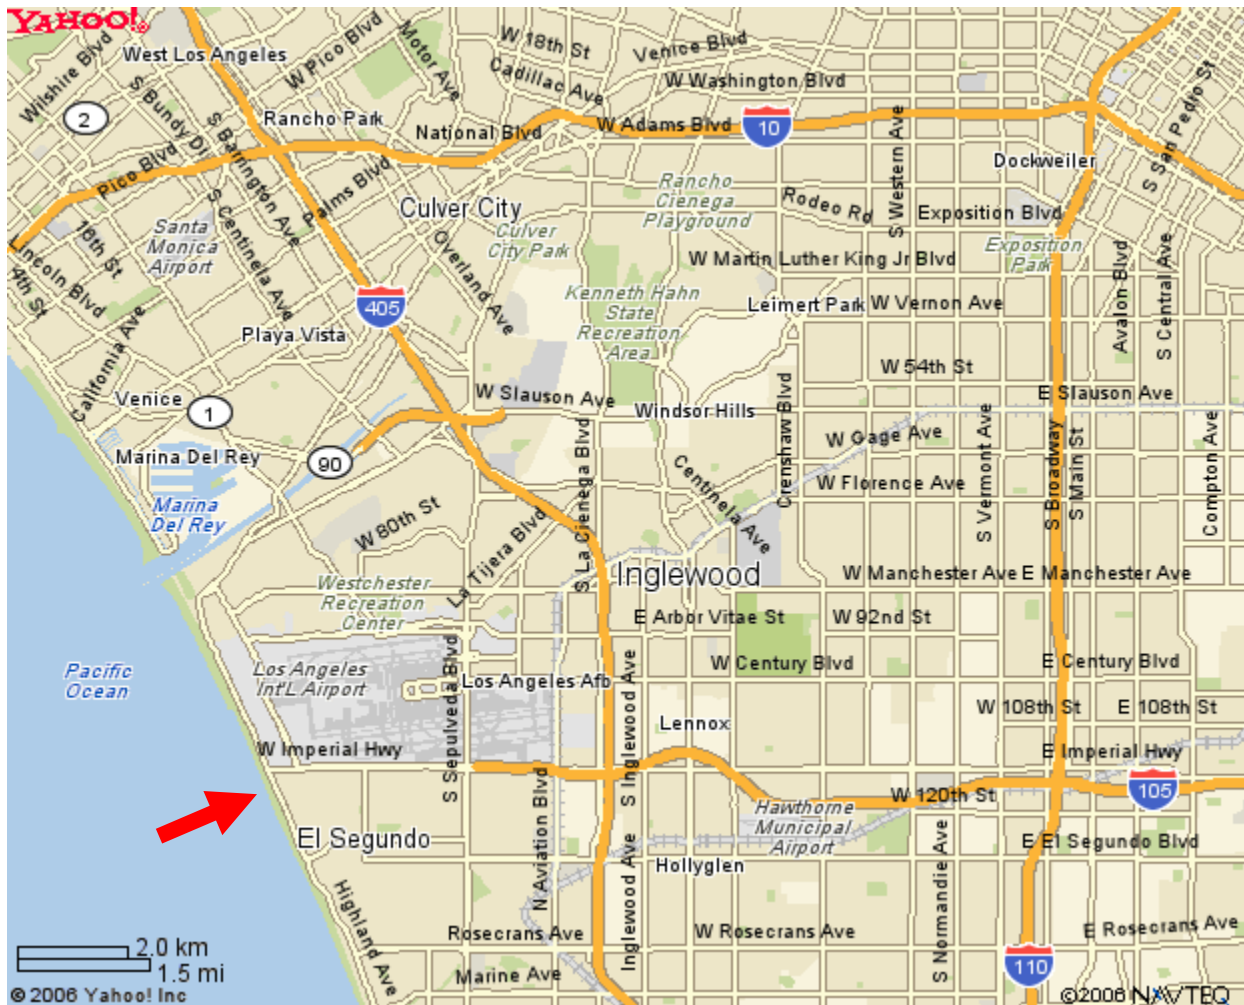 YAHOO!
West Los Angeles
W 18th St
Venice Blvd
Motor Ave
W Pico Blvd
Cadillac Ave
W Washington Blvd
Wilshire Blvd
S Bundy Dr
S Barrington Ave
2
Rancho Park
National Blvd
W Adams Blvd
10
S Western Ave
S San Pedro St
Dockweiler
Pico Blvd
Palms Blvd
S Centinela Ave
Rancho
Cienega
Playground
Rodeo Rd
Exposition Blvd
Culver City
Culver
City Park
Santa
Monica
Airport
16th St
Lincoln Blvd
4th St
Overland Ave
W Martin Luther King Jr Blvd
Exposition
Park
Avalon Blvd
S Central Ave
405
Kenneth Hahn
State
Recreation
Area
Leimert Park
W Vernon Ave
Playa Vista
California Ave
W 54th St
Venice
1
W Slauson Ave
Windsor Hills
E Slauson Ave
Crenshaw Blvd
W Gage Ave
S Vermont Ave
S Broadway
S Main St
Compton Ave
Marina Del Rey
90
S La Cienega Blvd
Centinela Ave
W Florence Ave
Marina
Del Rey
W 80th St
La Tijera Blvd
Inglewood
W Manchester Ave
E Manchester Ave
Westchester
Recreation
Center
E Arbor Vitae St
W 92nd St
Pacific
Ocean
Los Angeles
Int'L Airport
S Sepulveda Blvd
Los Angeles Afb
S Inglewood Ave
W Century Blvd
E Century Blvd
Lennox
W 108th St
E 108th St
W Imperial Hwy
E Imperial Hwy
N Aviation Blvd
W 120th St
105
Hawthorne
Municipal
Airport
El Segundo
E El Segundo Blvd
Hollyglen
Inglewood Ave
S Normandie Ave
Highland Ave
Rosecrans Ave
W Rosecrans Ave
E Rosecrans Ave
Marine Ave
110
2.0 km
1.5 mi
© 2006 Yahoo! Inc
©2006 NAVTEQ